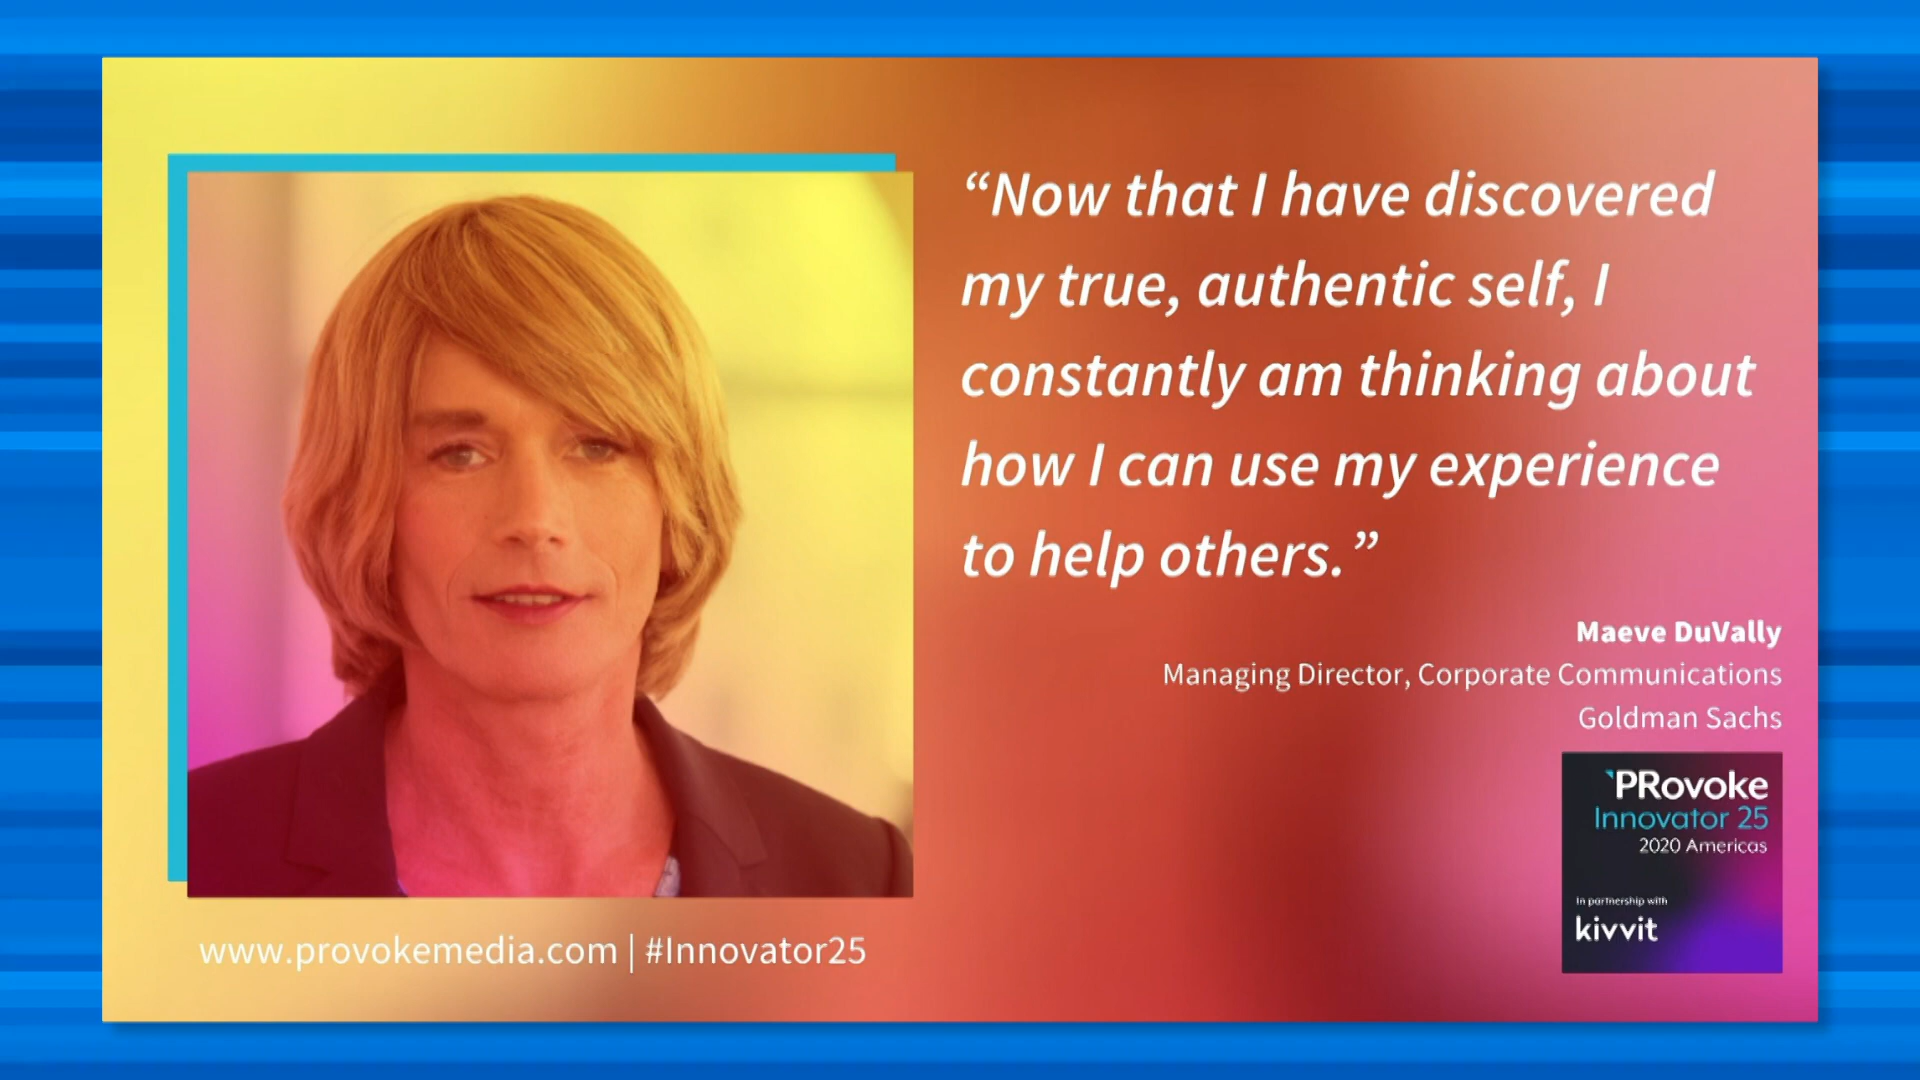 “Now that I have discovered
my true, authentic self, I
constantly am thinking about
how I can use my experience
to help others.”
Maeve DuVally
Managing Director, Corporate Communications
Goldman Sachs
PRovoke
Innovator 25
2020 Americas
In partnership with
kivvit
www.provokemedia.com | #Innovator25